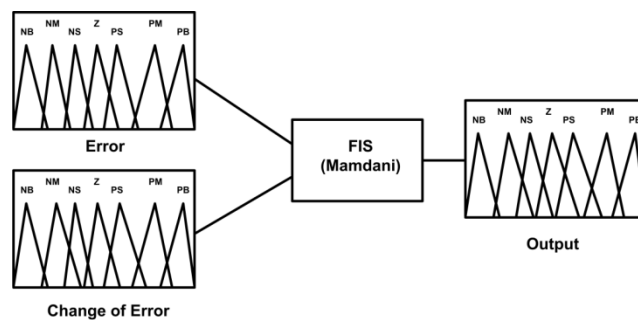 NB NM NS Z PS PM PB
Error
NB NM NS Z PS PM PB
Change of Error
FIS
(Mamdani)
NB NM NS Z PS PM PB
Output